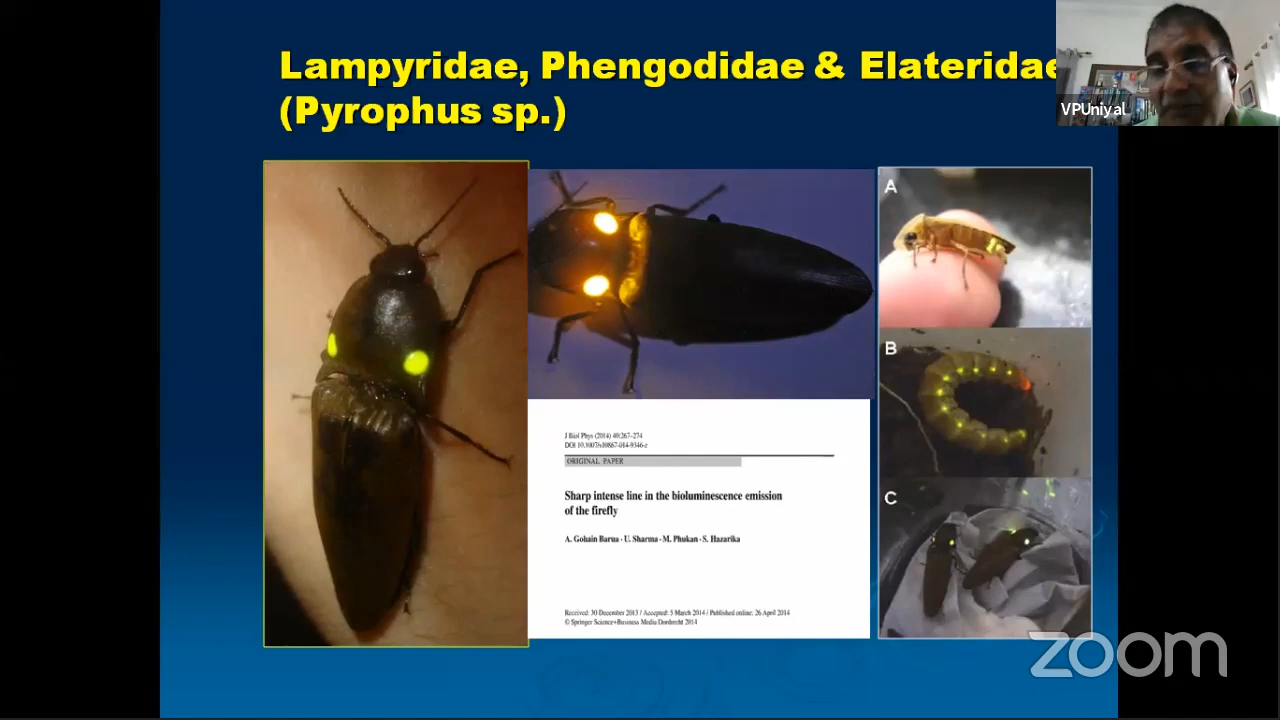 Lampyridae, Phengodidae & Elateridae
(Pyrophus sp.)
VPUniyal
A
B
C
J Biol Phys (2014) 40:267–274
DOI 10.1007/s10867-014-9346-z
ORIGINAL PAPER
Sharp intense line in the bioluminescence emission
of the firefly
A. Gohain Barua · U. Sharma · M. Phukan · S. Hazarika
Received: 30 December 2013 / Accepted: 5 March 2014 / Published online: 26 April 2014
© Springer Science+Business Media Dordrecht 2014
zoom